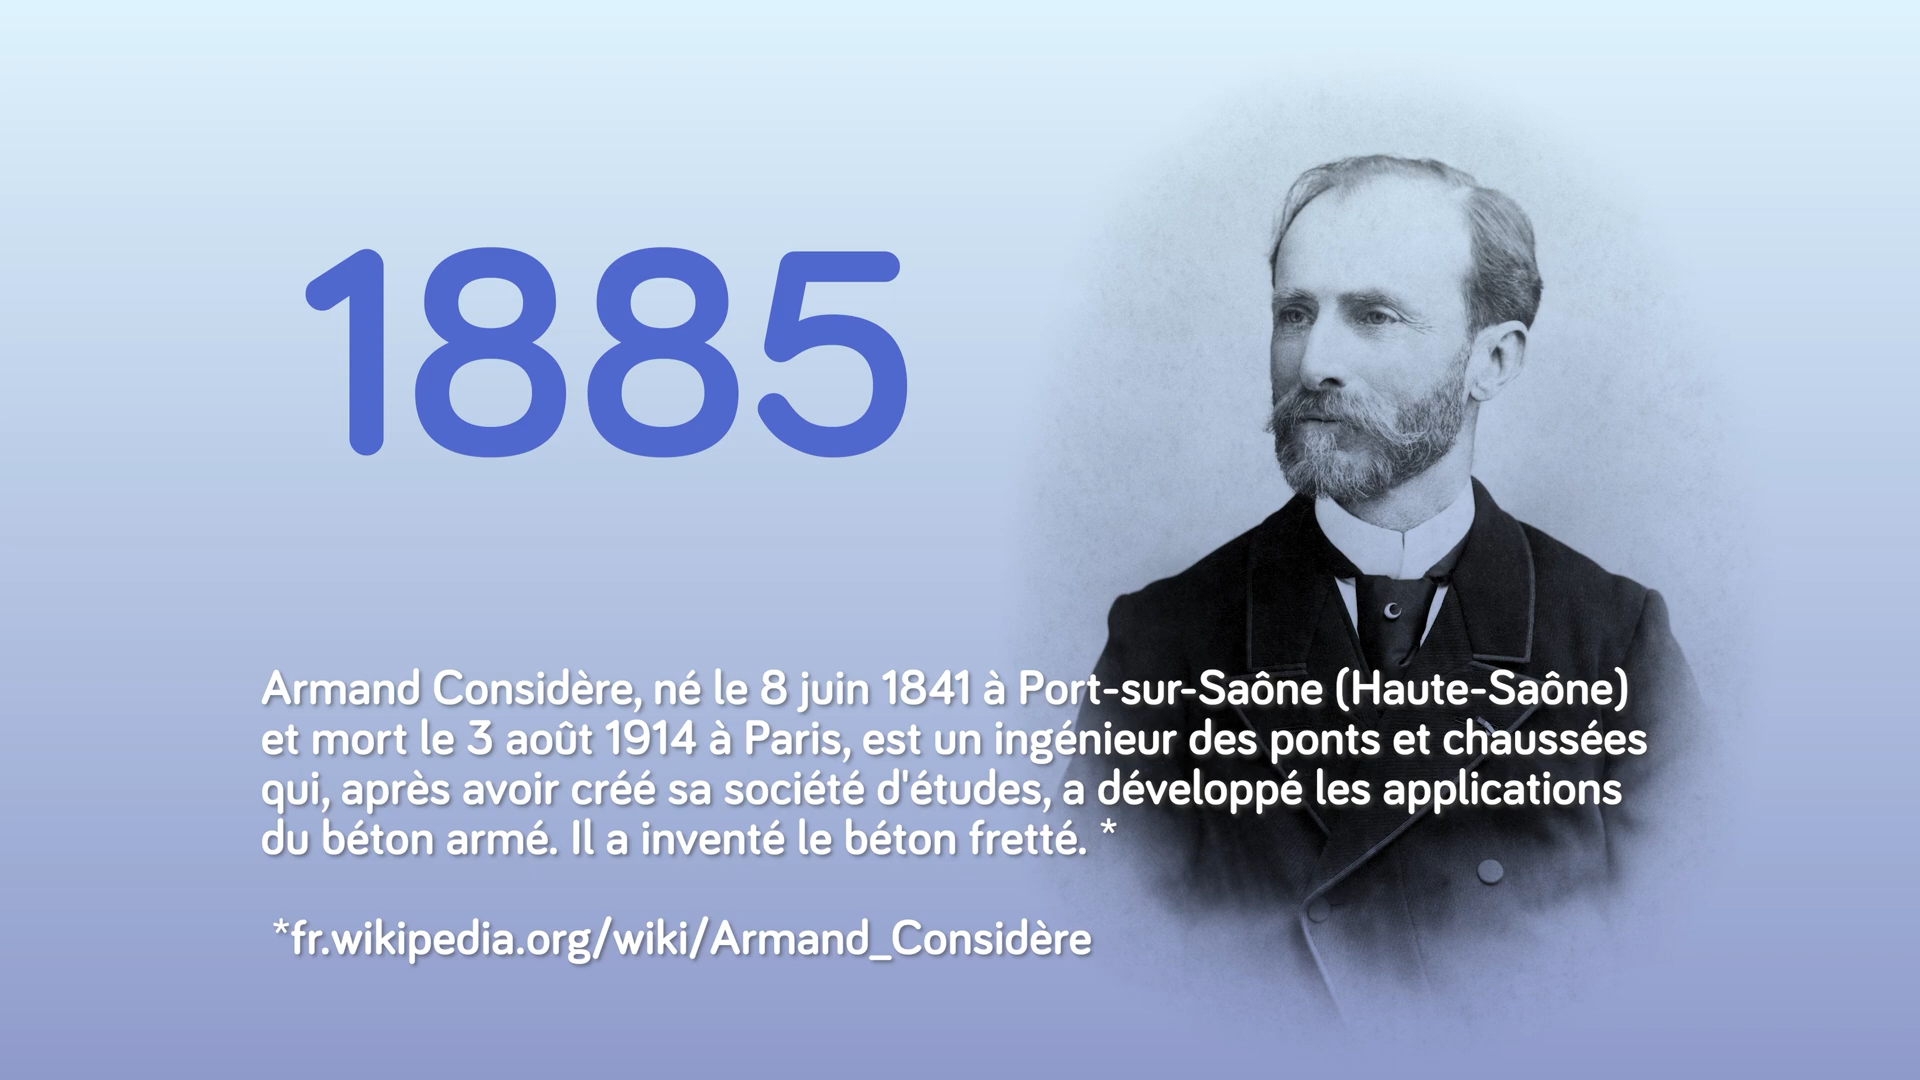 1885
Armand Considère, né le 8 juin 1841 à Port-sur-Saône (Haute-Saône)
et mort le 3 août 1914 à Paris, est un ingénieur des ponts et chaussées
qui, après avoir créé sa société d'études, a développé les applications
du béton armé. Il a inventé le béton fretté. *
*fr.wikipedia.org/wiki/Armand_Considère